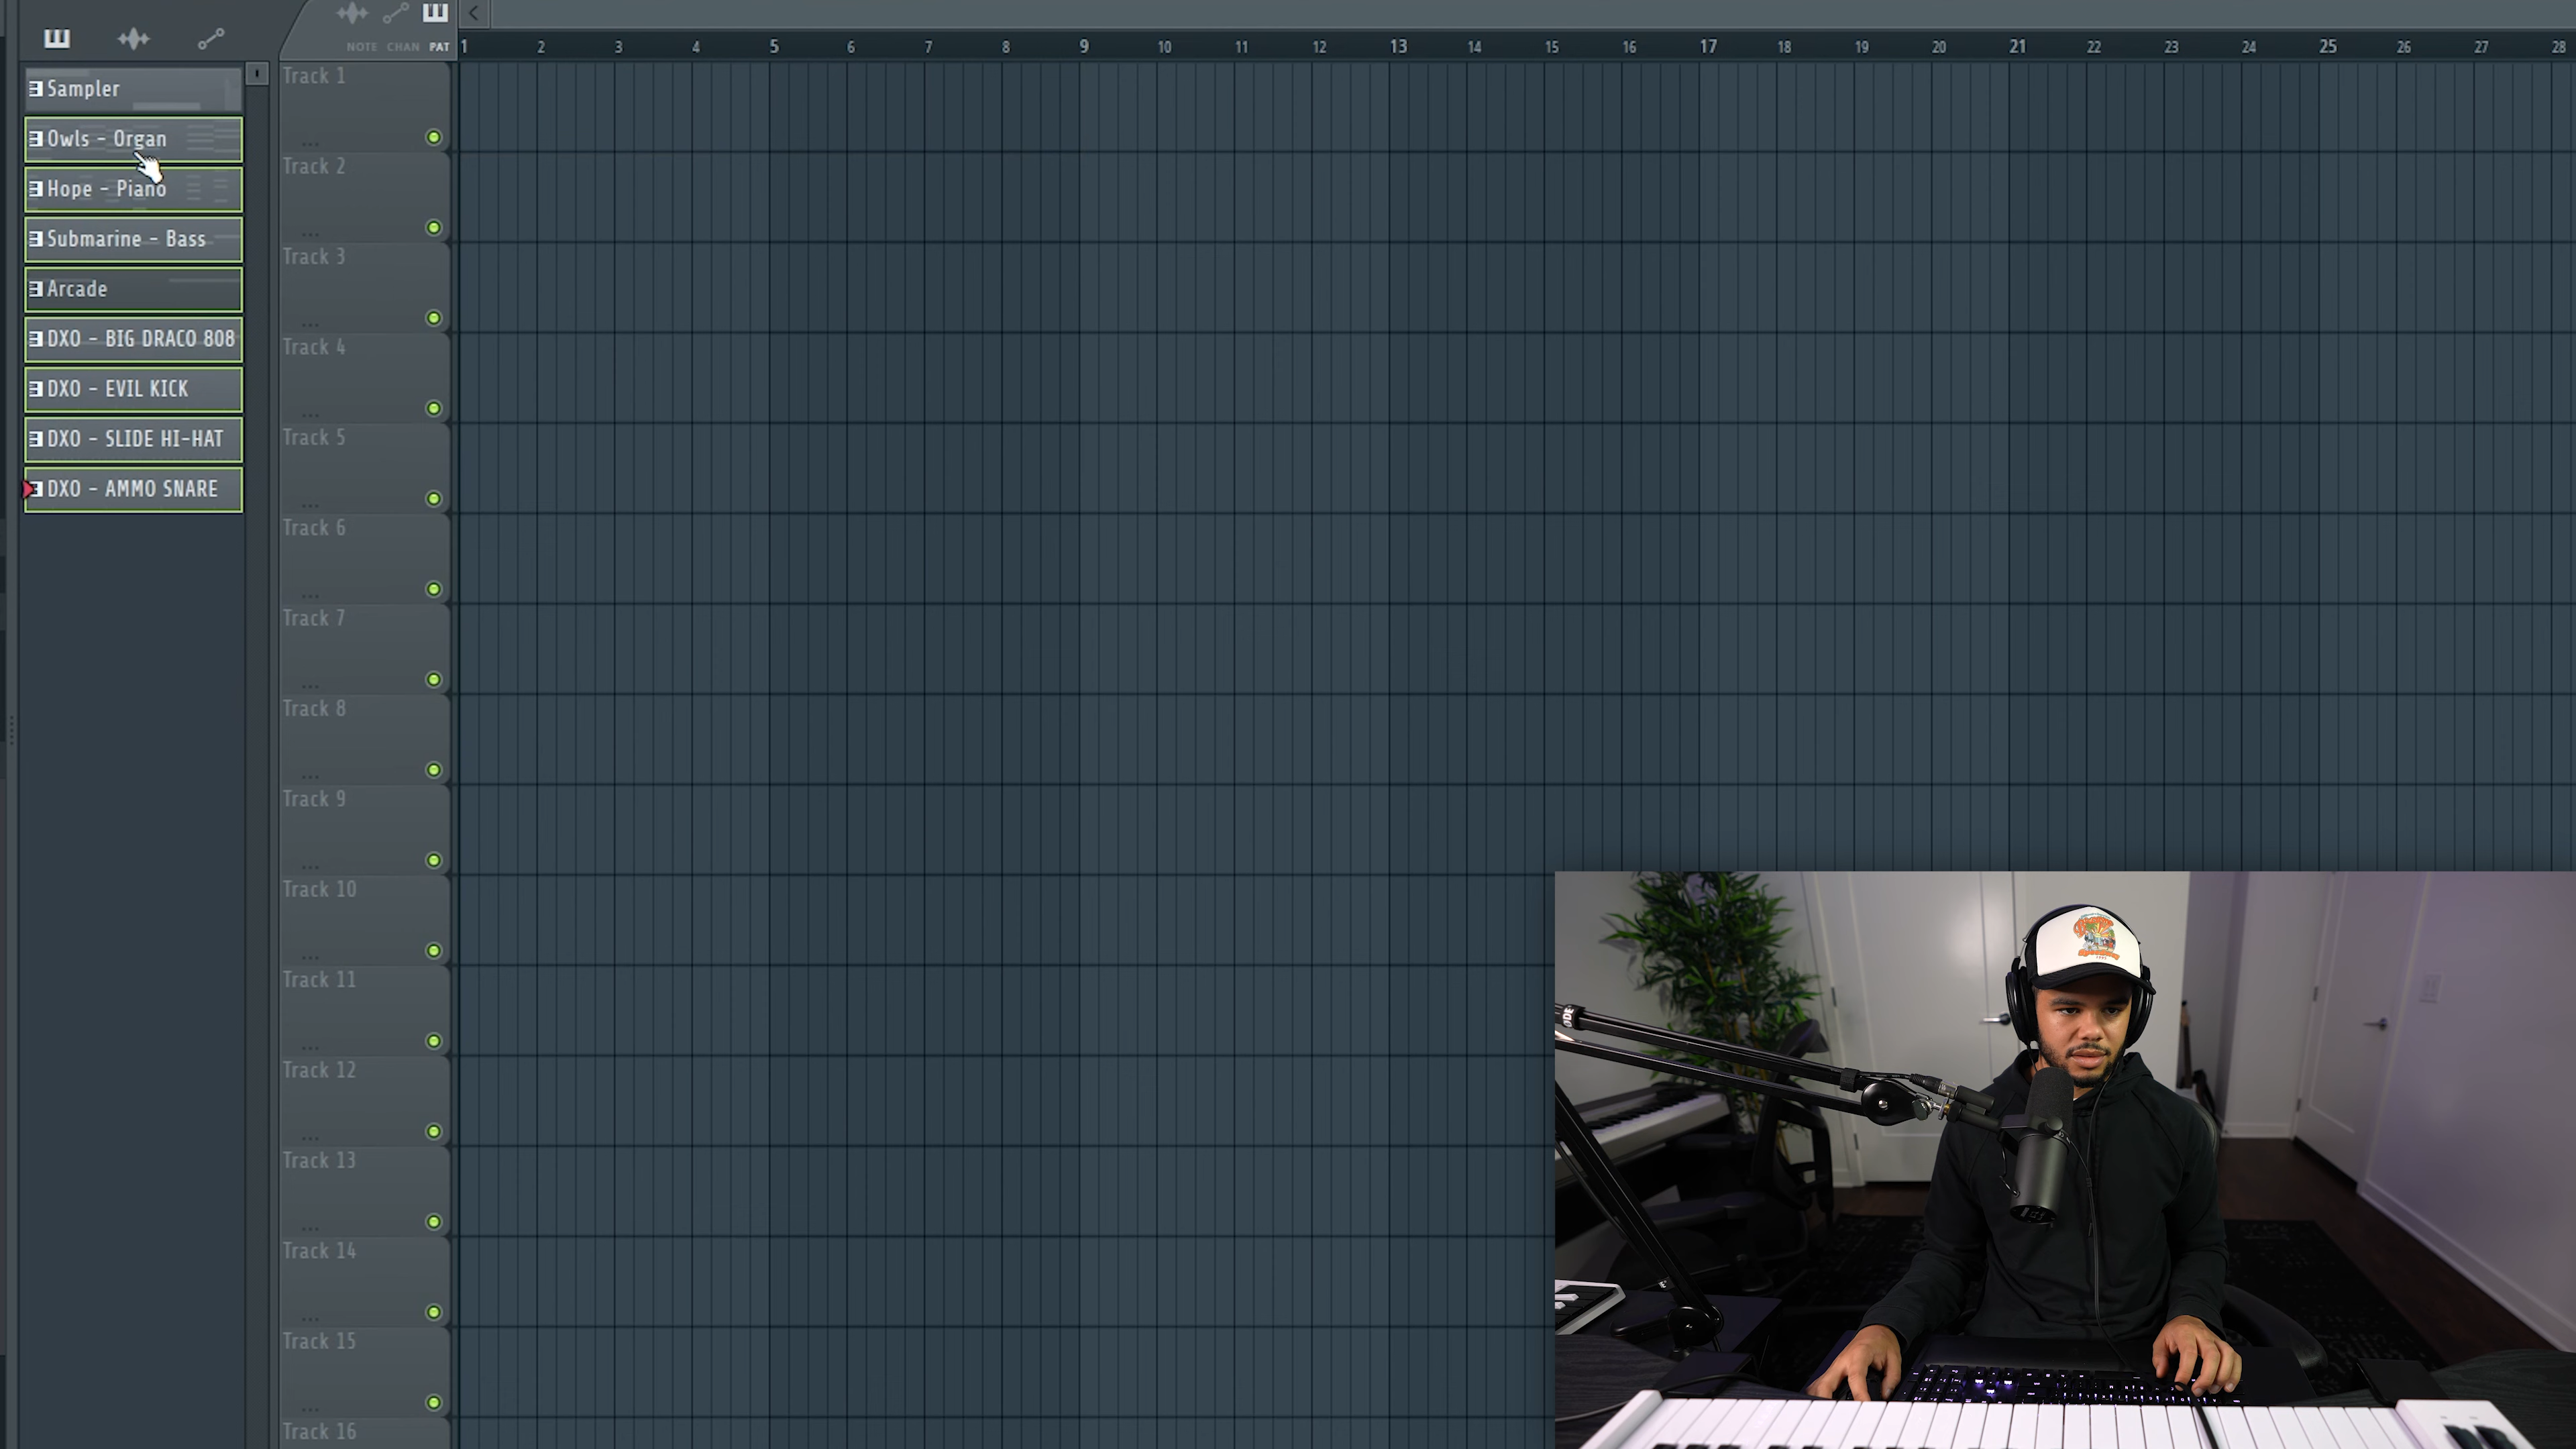 NOTE CHAN PAT
1 2 3 4 5 6 7 8 9 10 11 12 13 14 15 16 17 18 19 20 21 22 23 24 25 26 27 28
Sampler
Owls - Organ
Hope - Piano
Submarine - Bass
Arcade
DXO - BIG DRACO 808
DXO - EVIL KICK
DXO - SLIDE HI-HAT
DXO - AMMO SNARE
Track 1
Track 2
Track 3
Track 4
Track 5
Track 6
Track 7
Track 8
Track 9
Track 10
Track 11
Track 12
Track 13
Track 14
Track 15
Track 16